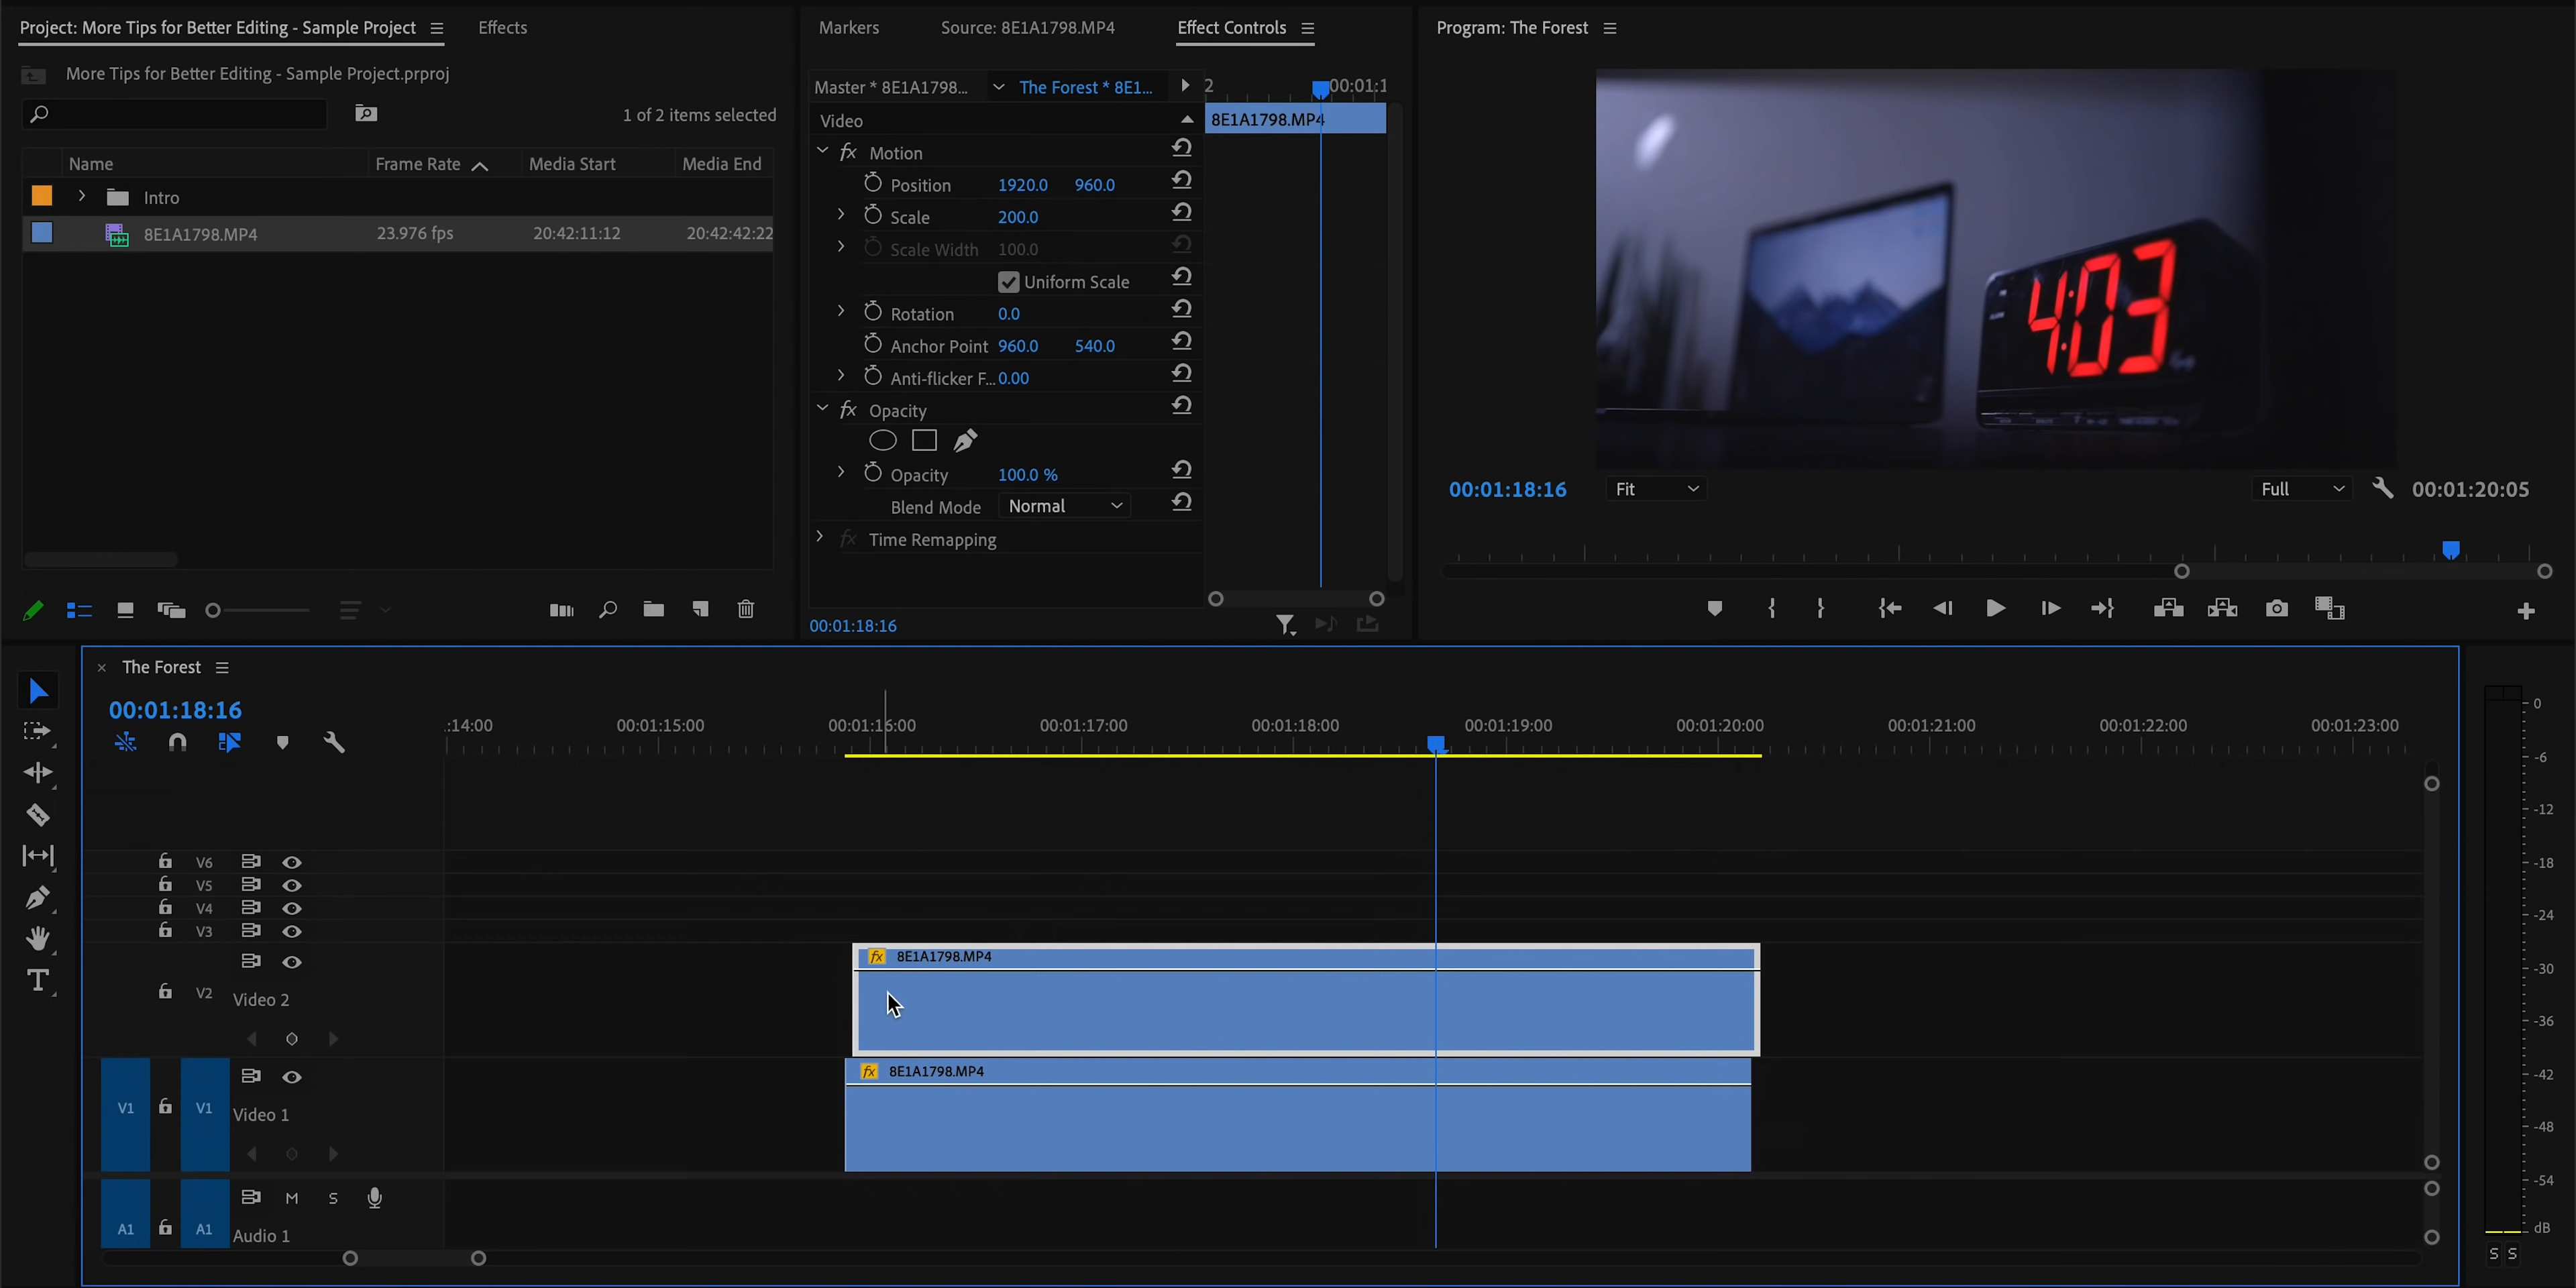 Project: More Tips for Better Editing - Sample Project
Effects
More Tips for Better Editing - Sample Project.prproj
1 of 2 items selected
Name
Frame Rate
Media Start
Media End
Intro
8E1A1798.MP4
23.976 fps
20:42:11:12
20:42:42:22
Markers
Source: 8E1A1798.MP4
Effect Controls
Master * 8E1A1798...
The Forest * 8E1...
2
00:01:1
Video
8E1A1798.MP4
fx Motion
Position 1920.0 960.0
Scale 200.0
Scale Width 100.0
Uniform Scale
Rotation 0.0
Anchor Point 960.0 540.0
Anti-flicker F... 0.00
fx Opacity
Opacity 100.0 %
Blend Mode Normal
fx Time Remapping
00:01:18:16
Program: The Forest
4:03
00:01:18:16
Fit
Full
00:01:20:05
The Forest
00:01:18:16
:14:00
00:01:15:00
00:01:16:00
00:01:17:00
00:01:18:00
00:01:19:00
00:01:20:00
00:01:21:00
00:01:22:00
00:01:23:00
V6
V5
V4
V3
V2
Video 2
fx 8E1A1798.MP4
V1
V1
Video 1
fx 8E1A1798.MP4
M S
A1
A1
Audio 1
T
0
-6
-12
-18
-24
-30
-36
-42
-48
-54
dB
S S